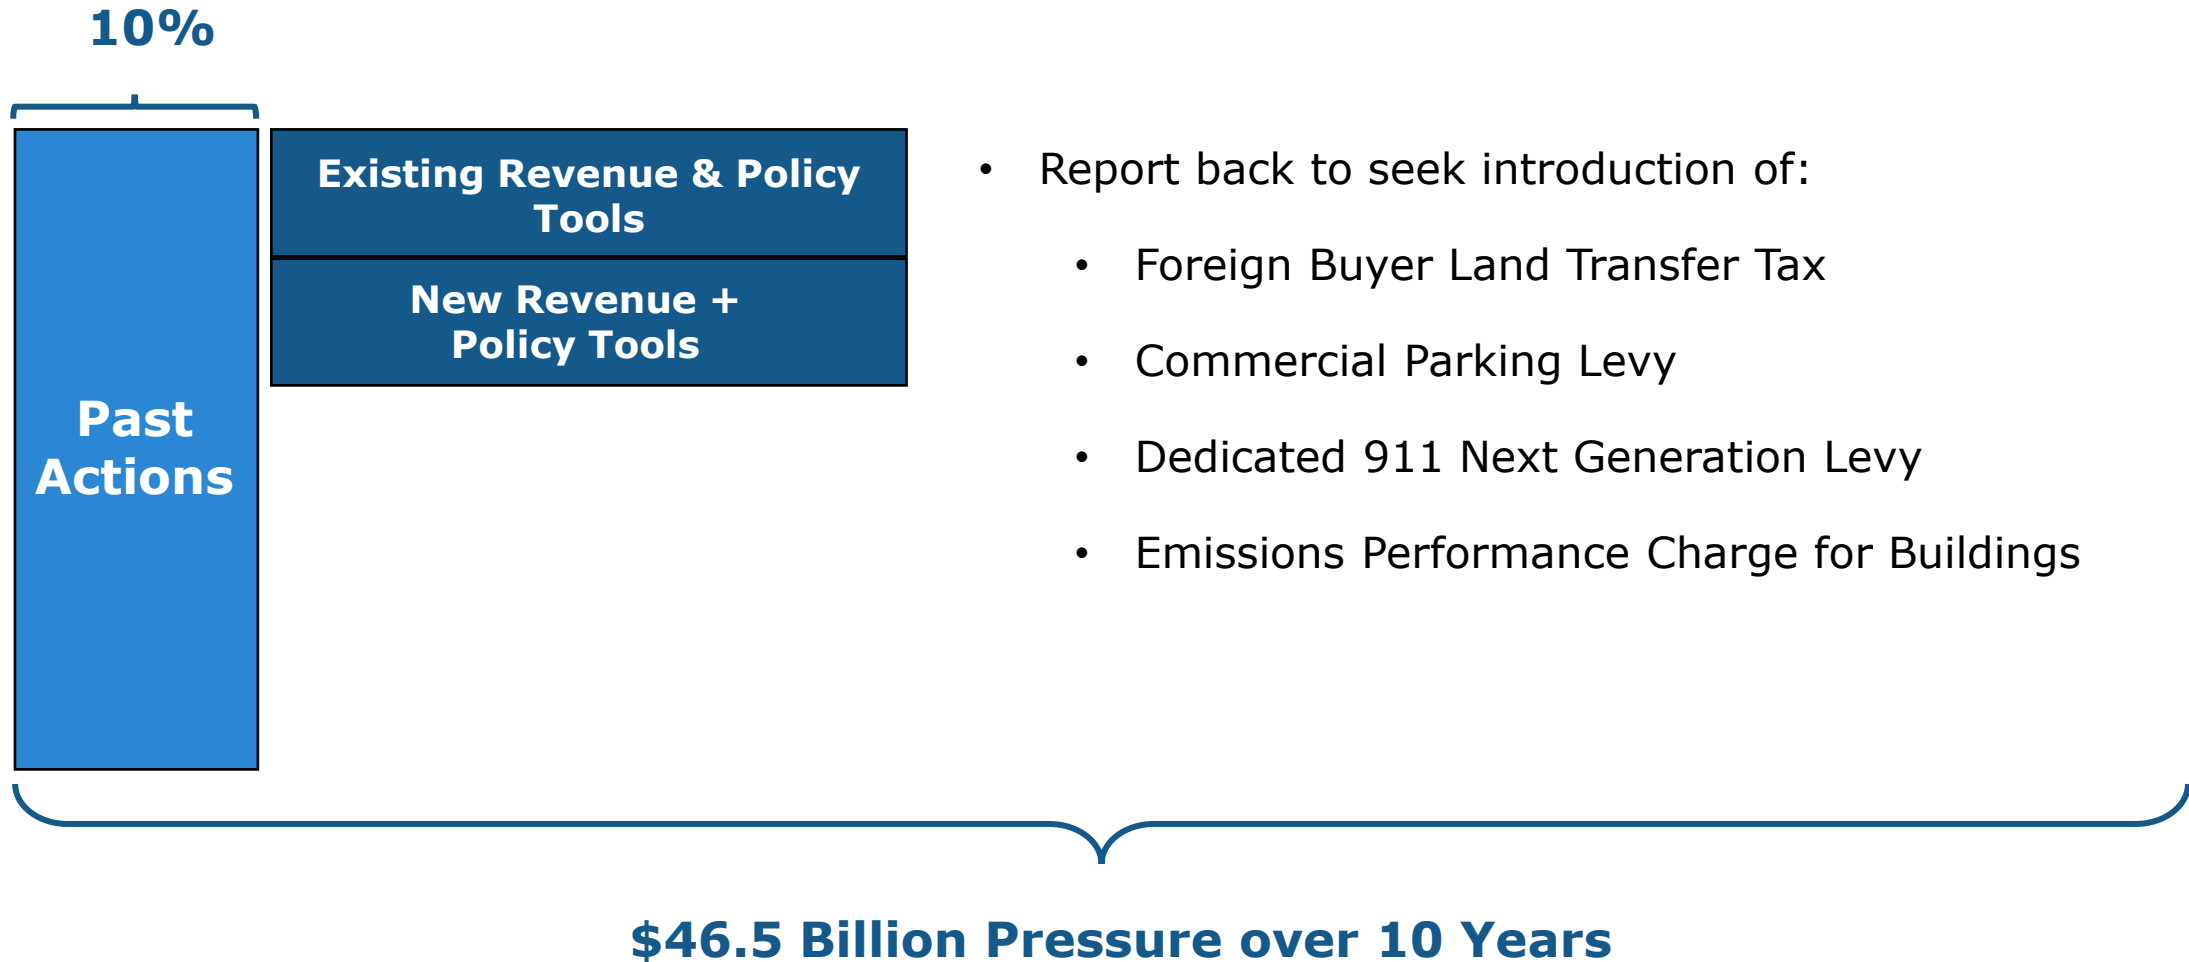 10%
Past
Actions
Existing Revenue & Policy
Tools
New Revenue +
Policy Tools
• Report back to seek introduction of:
• Foreign Buyer Land Transfer Tax
• Commercial Parking Levy
• Dedicated 911 Next Generation Levy
• Emissions Performance Charge for Buildings
$46.5 Billion Pressure over 10 Years